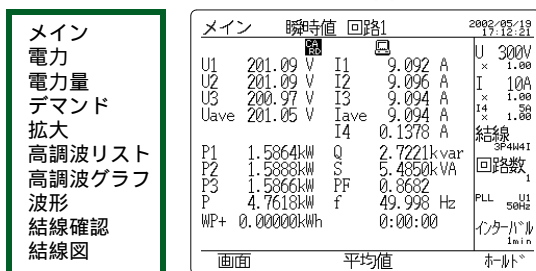 メイン
電力
電力量
デマンド
拡大
高調波リスト
高調波グラフ
波形
結線確認
結線図
メイン 瞬時値 回路1 2002/05/19 17:12:21
CARD
U1 201.09 V I1 9.092 A
U2 201.09 V I2 9.096 A
U3 200.97 V I3 9.094 A
Uave 201.05 V Iave 9.094 A
I4 0.1378 A
P1 1.5864kW Q 2.7221kvar
P2 1.5888kW S 5.4850kVA
P3 1.5866kW PF 0.8682
P 4.7618kW f 49.998 Hz
WP+ 0.00000kWh 0:00:00
U 300V
× 1.00
I 10A
× 1.00
I4 5A
× 1.00
結線
3P4W4I
回路数
1
PLL U1
50Hz
インターバル
1min
画面 平均値 ホールド